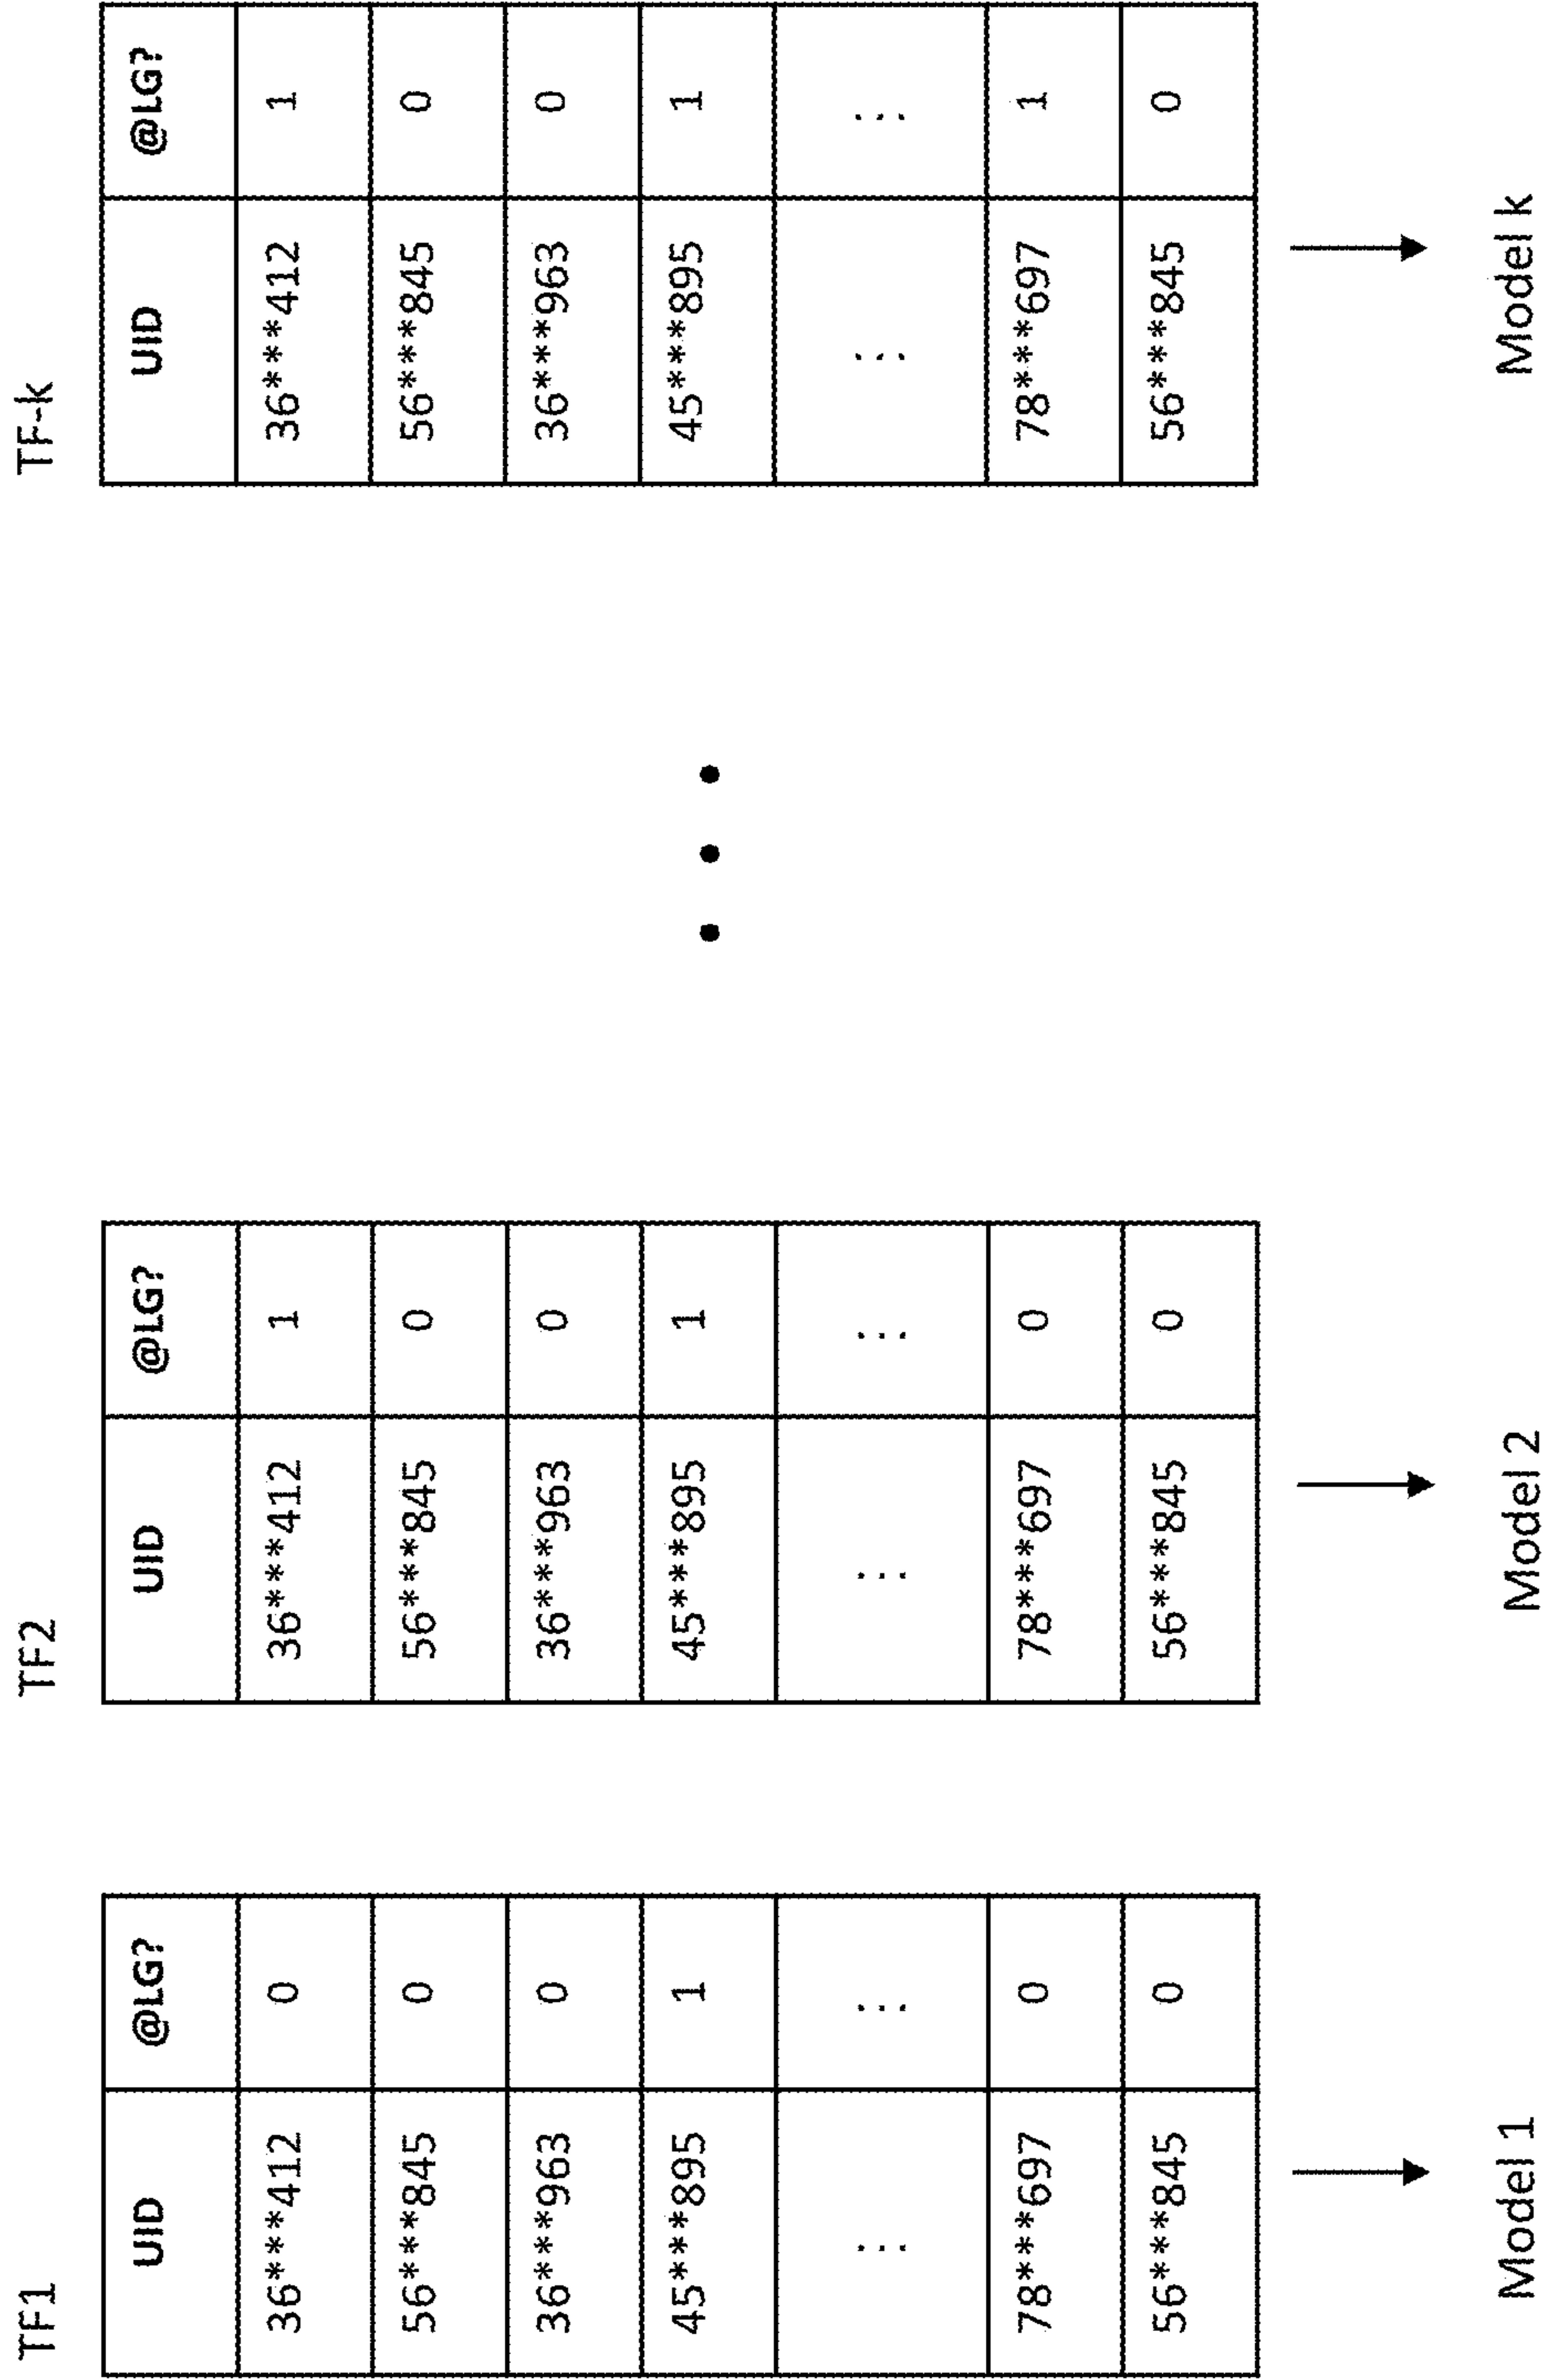 TF1
UID @LG?
36***412 0
56***845 0
36***963 0
45***895 1
... ...
78***697 0
56***845 0
Model 1
TF2
UID @LG?
36***412 1
56***845 0
36***963 0
45***895 1
... ...
78***697 0
56***845 0
Model 2
TF-k
UID @LG?
36***412 1
56***845 0
36***963 0
45***895 1
... ...
78***697 1
56***845 0
Model k